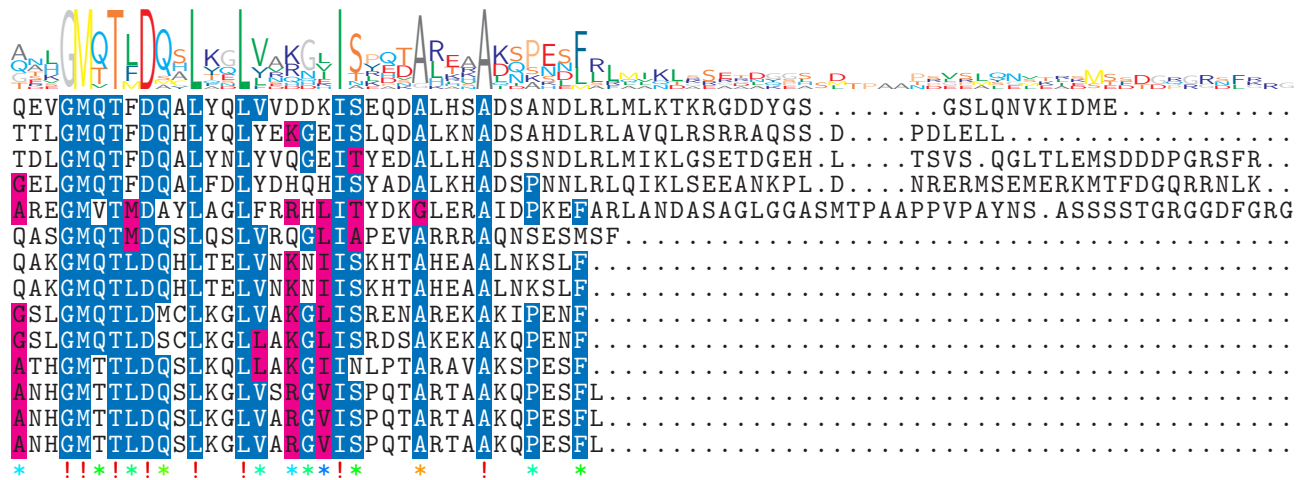 QEVGMQTFDQALYQLVVDDKISEQDALHSADSANDLRLMLKTKRGDDYGS........GSLQNVKIDME...........
TTLGMQTFDQHLYQLYEKGEISLQDALKNADSAHDLRLAVQLRSRRAQSS.D....PDLELL..................
TDLGMQTFDQALYNLYVQGEITYEDALLHADSSNDLRLMIKLGSETDGEH.L....TSVS.QGLTLEMSDDDPGRSFR..
GELGMQTFDQALFDLYDHQHISYADALKHADSPNNLRLQIKLSEEANKPL.D....NRERMSEMERKMTFDGQRRNLK..
AREGMVTMDAYLAGLFRRHLITYDKGLERAIDPKEFARLANDASAGLGGASMTPAAPPVPAYNS.ASSSSTGRGGDFGRG
QASGMQTMDQSLQSLVRQGLIAPEVARRRAQNSESMSF..........................................
QAKGMQTLDQHLTELVNKNIISKHTAHEAALNKSLF............................................
QAKGMQTLDQHLTELVNKNIISKHTAHEAALNKSLF............................................
GSLGMQTLDMCLKGLVAKGLISRENAREKAKIPENF............................................
GSLGMQTLDSCLKGLLAKGLISRDSAKEKAKQPENF............................................
ATHGMTTLDQSLKQLLAKGIINLPTARAVAKSPESF............................................
ANHGMTTLDQSLKGLVSRGVISPQTARTAAKQPESFL...........................................
ANHGMTTLDQSLKGLVARGVISPQTARTAAKQPESFL...........................................
ANHGMTTLDQSLKGLVARGVISPQTARTAAKQPESFL...........................................
* !!*!*!* ! !* ***!* * ! * *